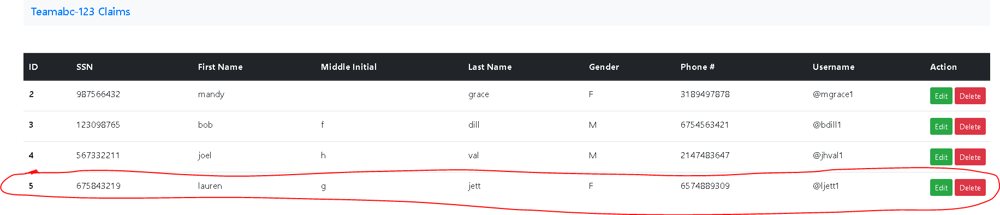 Teamabc-123 Claims
ID SSN First Name Middle Initial Last Name Gender Phone # Username Action
2 987566432 mandy grace F 3189497878 @mgrace1 Edit Delete
3 123098765 bob f dill M 6754563421 @bdill1 Edit Delete
4 567332211 joel h val M 2147483647 @jhval1 Edit Delete
5 675843219 lauren g jett F 6574889309 @ljett1 Edit Delete